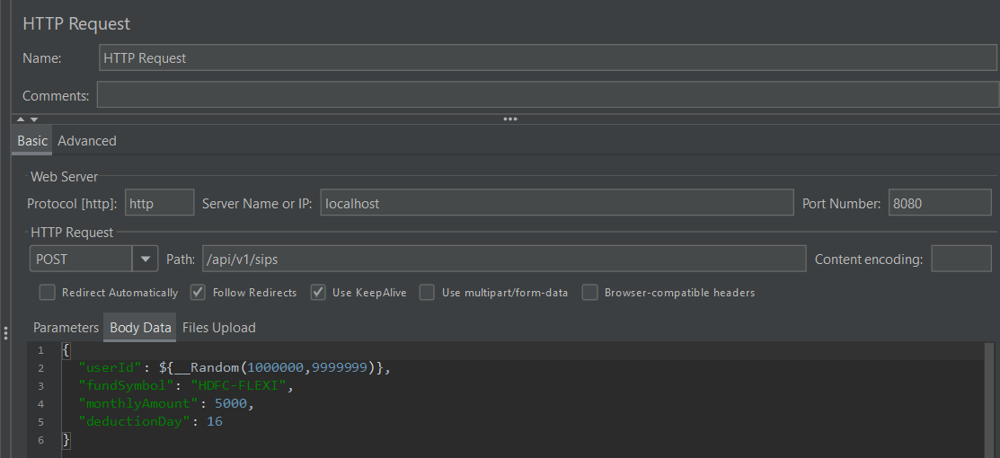 HTTP Request
Name: HTTP Request
Comments:
Basic Advanced
Web Server
Protocol [http]: http Server Name or IP: localhost Port Number: 8080
HTTP Request
POST Path: /api/v1/sips Content encoding:
Redirect Automatically Follow Redirects Use KeepAlive Use multipart/form-data Browser-compatible headers
Parameters Body Data Files Upload
1 {
2 "userId": ${__Random(1000000,9999999)},
3 "fundSymbol": "HDFC-FLEXI",
4 "monthlyAmount": 5000,
5 "deductionDay": 16
6 }